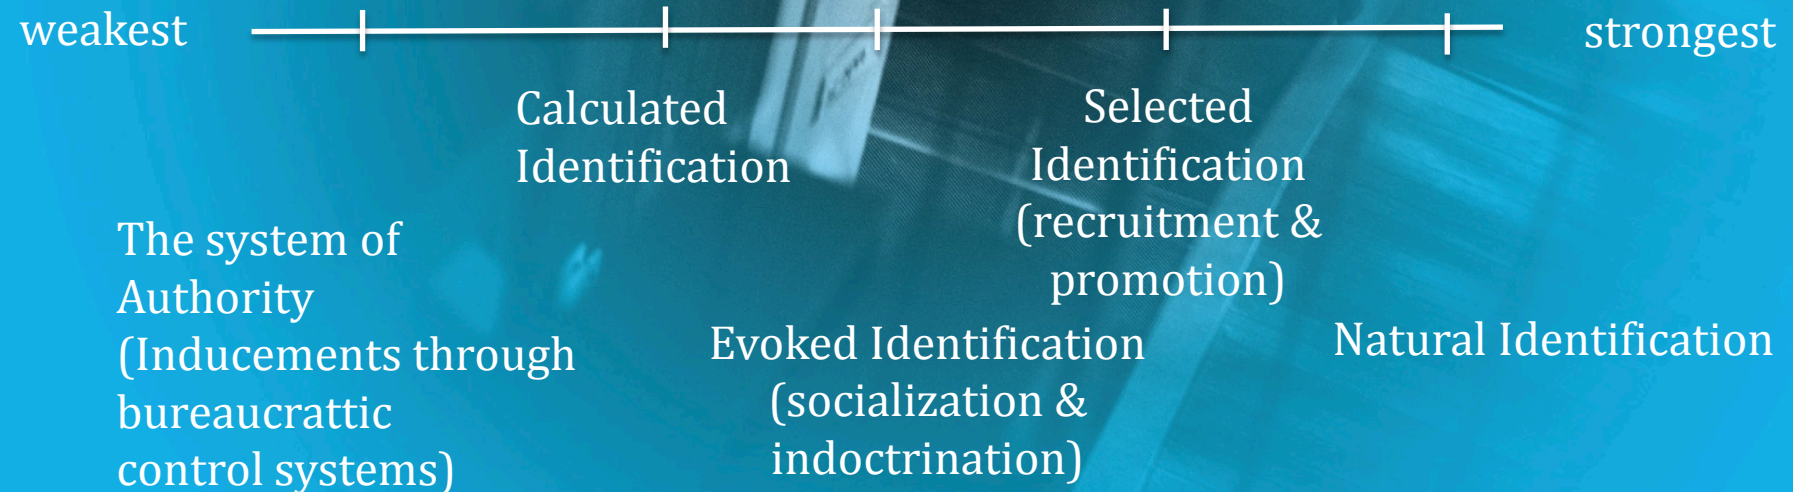 weakest
strongest
Calculated
Identification
Selected
Identification
(recruitment &
promotion)
The system of
Authority
(Inducements through
bureaucrattic
control systems)
Evoked Identification
(socialization &
indoctrination)
Natural Identification